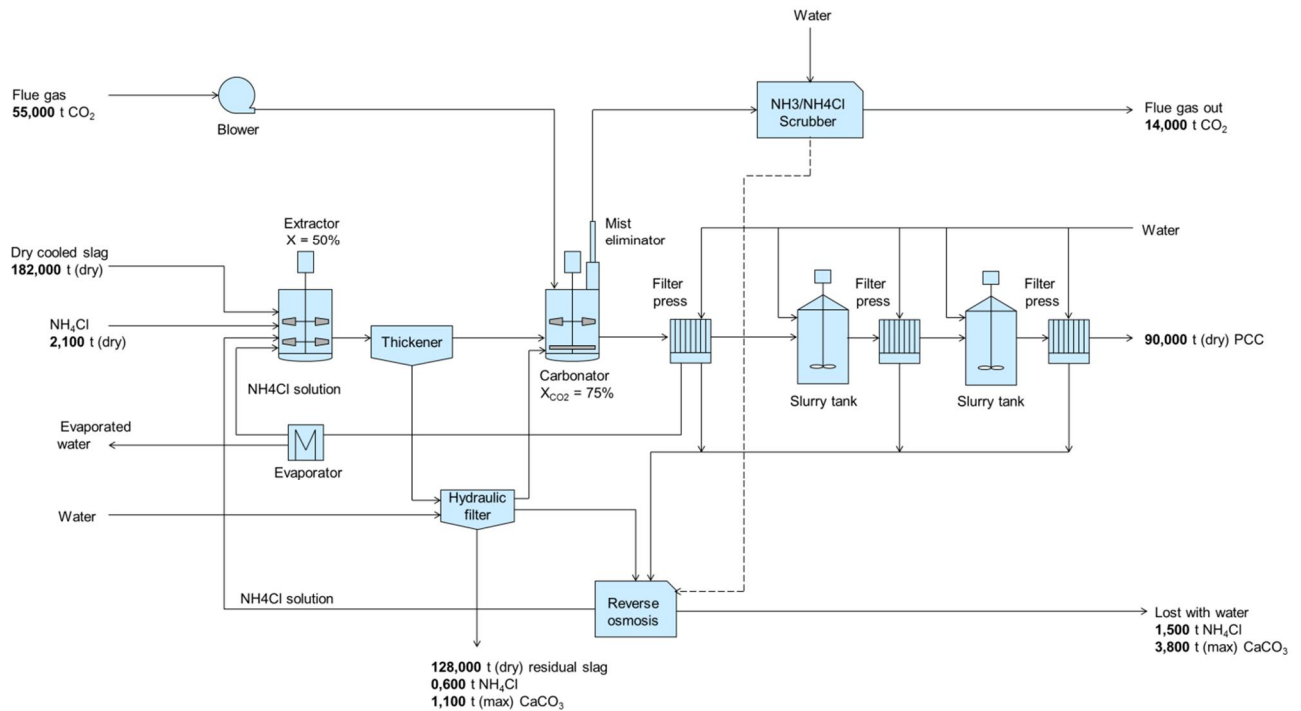 Water
Flue gas
55,000 t CO₂
Blower
NH3/NH4Cl
Scrubber
Flue gas out
14,000 t CO₂
Extractor
X = 50%
Mist
eliminator
Water
Dry cooled slag
182,000 t (dry)
Filter
press
Filter
press
Filter
press
NH₄Cl
2,100 t (dry)
Thickener
90,000 t (dry) PCC
Carbonator
X_CO2 = 75%
NH4Cl solution
Slurry tank
Slurry tank
Evaporated
water
Evaporator
Hydraulic
filter
Water
NH4Cl solution
Reverse
osmosis
Lost with water
1,500 t NH₄Cl
3,800 t (max) CaCO₃
128,000 t (dry) residual slag
0,600 t NH₄Cl
1,100 t (max) CaCO₃